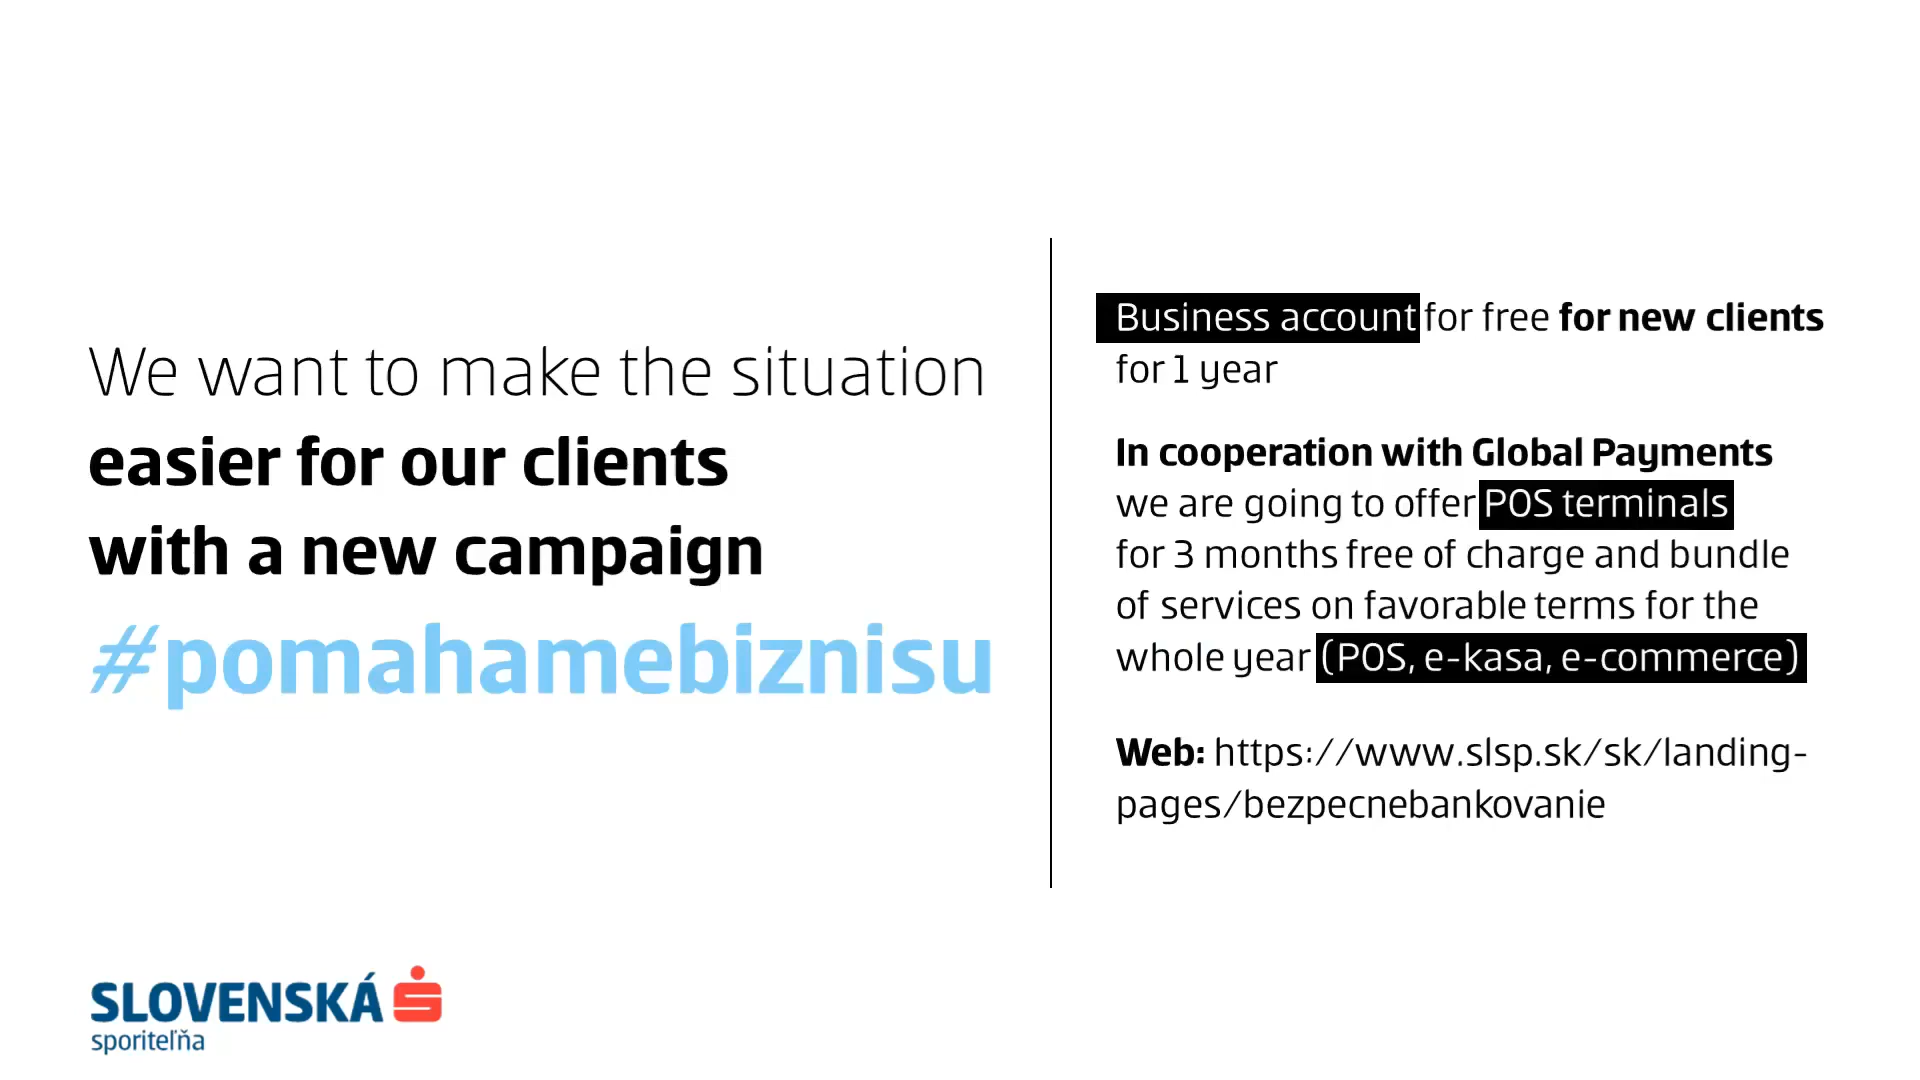 We want to make the situation
easier for our clients
with a new campaign
#pomahamebiznisu
Business account for free for new clients
for 1 year
In cooperation with Global Payments
we are going to offer POS terminals
for 3 months free of charge and bundle
of services on favorable terms for the
whole year (POS, e-kasa, e-commerce)
Web: https://www.slsp.sk/sk/landing-
pages/bezpecnebankovanie
SLOVENSKÁ
sporiteľňa